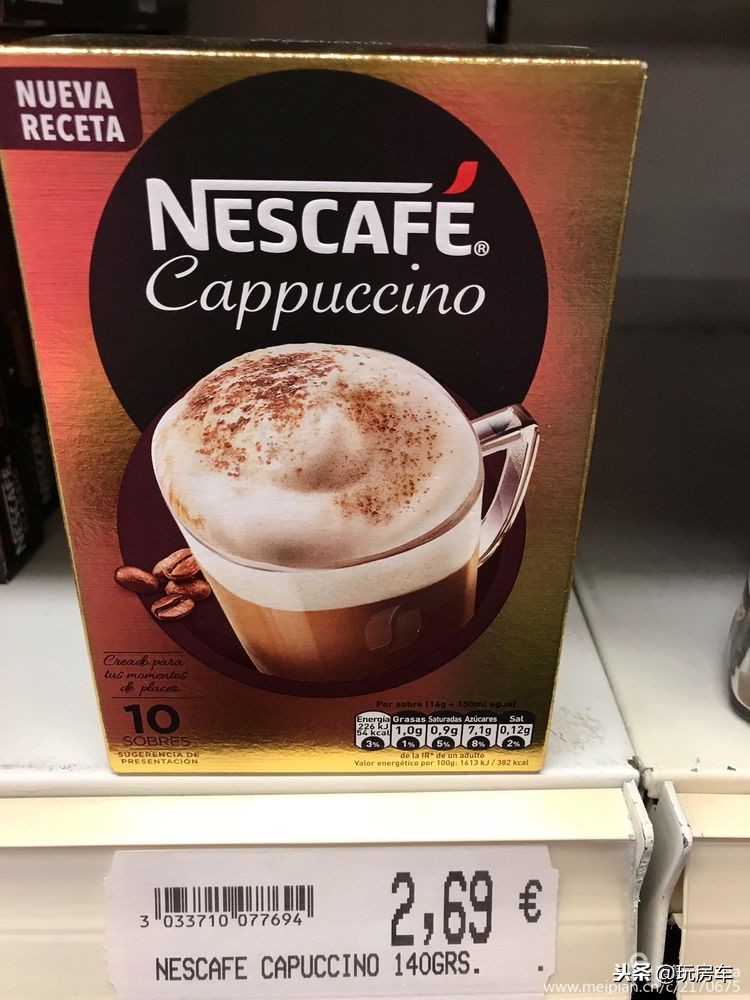 NUEVA
RECETA
NESCAFÉ®
Cappuccino
NESCAFÉ
Creado para
tus momentos
de placer
10
SOBRES
SUGERENCIA DE
PRESENTACIÓN
Por sobre (14g + 150ml agua)
Energía Grasas Saturadas Azúcares Sal
226 kJ
54 kcal 1,0g 0,9g 7,1g 0,12g
3% 1% 5% 8% 2%
de la IR* de un adulto
Valor energético por 100g: 1613 kJ / 382 kcal
3 033710 077694
2,69 €
NESCAFE CAPUCCINO 140GRS.
头条 @玩房车
www.meipian.cn/c/2170675